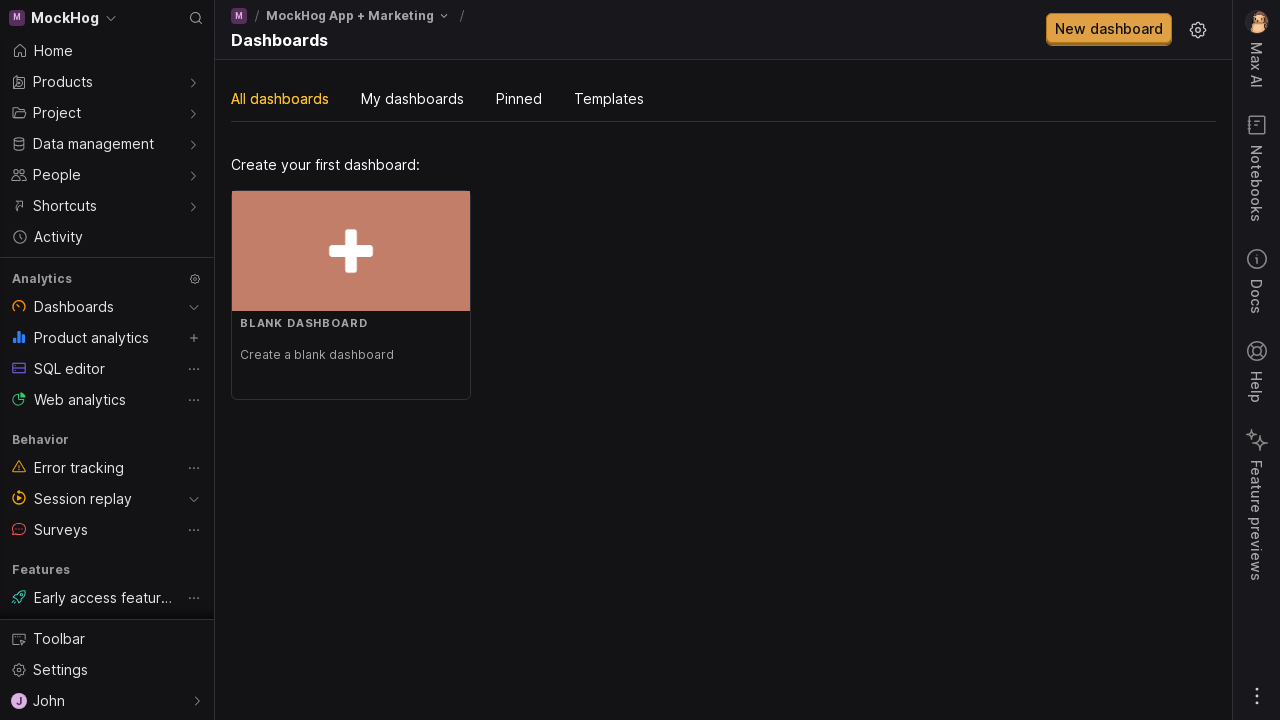 M MockHog
Home
Products
Project
Data management
People
Shortcuts
Activity
Analytics
Dashboards
Product analytics
SQL editor
Web analytics
Behavior
Error tracking
Session replay
Surveys
Features
Early access featur...
Toolbar
Settings
J John
M / MockHog App + Marketing /
Dashboards
New dashboard
All dashboards My dashboards Pinned Templates
Create your first dashboard:
BLANK DASHBOARD
Create a blank dashboard
Max AI
Notebooks
Docs
Help
Feature previews